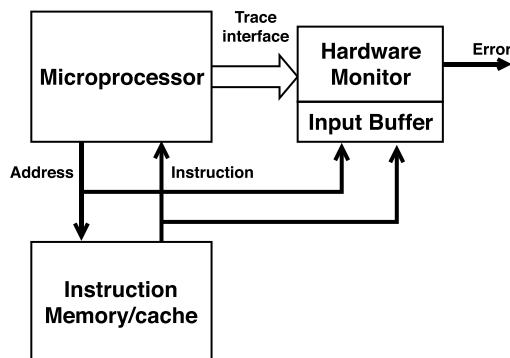 Trace
interface
Microprocessor
Hardware
Monitor
Error
Input Buffer
Address
Instruction
Instruction
Memory/cache